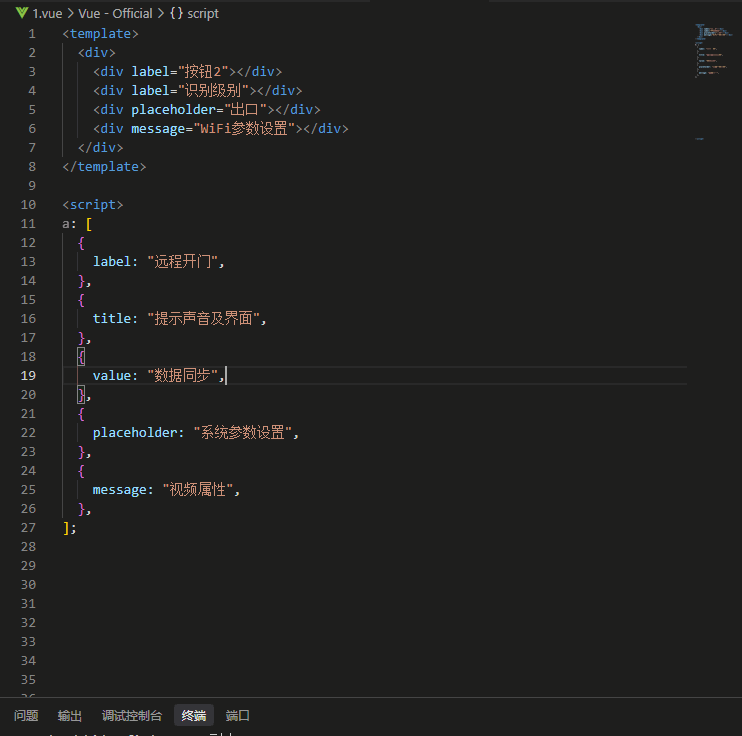 1.vue > Vue - Official > {} script
1 <template>
2 <div>
3 <div label="按钮2"></div>
4 <div label="识别级别"></div>
5 <div placeholder="出口"></div>
6 <div message="WiFi参数设置"></div>
7 </div>
8 </template>
9
10 <script>
11 a: [
12 {
13 label: "远程开门",
14 },
15 {
16 title: "提示声音及界面",
17 },
18 {
19 value: "数据同步",
20 },
21 {
22 placeholder: "系统参数设置",
23 },
24 {
25 message: "视频属性",
26 },
27 ];
28
29
30
31
32
33
34
35
问题 输出 调试控制台 终端 端口